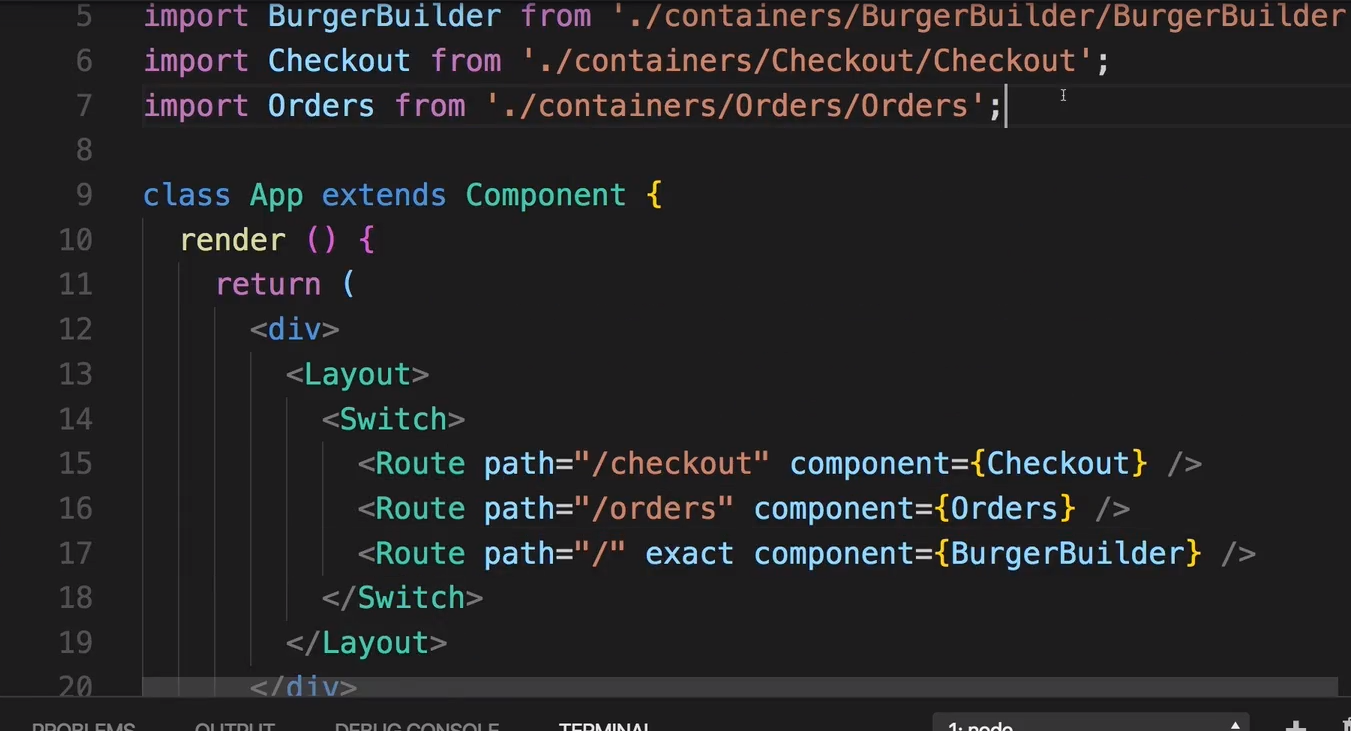 5 import BurgerBuilder from './containers/BurgerBuilder/BurgerBuilder
6 import Checkout from './containers/Checkout/Checkout';
7 import Orders from './containers/Orders/Orders';
8
9 class App extends Component {
10 render () {
11 return (
12 <div>
13 <Layout>
14 <Switch>
15 <Route path="/checkout" component={Checkout} />
16 <Route path="/orders" component={Orders} />
17 <Route path="/" exact component={BurgerBuilder} />
18 </Switch>
19 </Layout>
20 </div>
PROBLEMS OUTPUT DEBUG CONSOLE TERMINAL 1: node